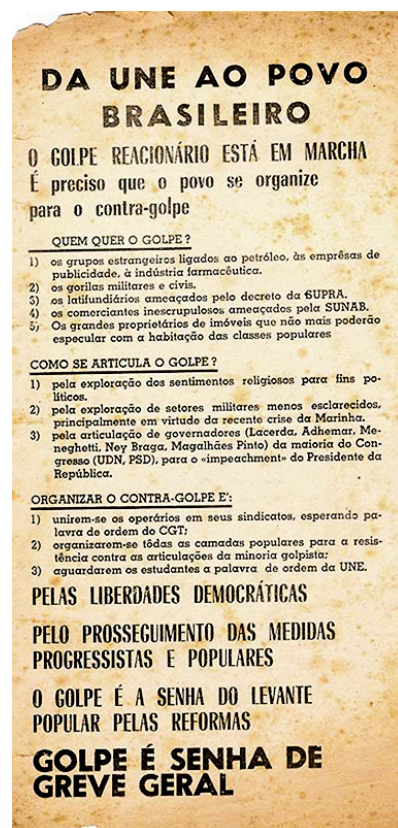 DA UNE AO POVO
BRASILEIRO
O GOLPE REACIONÁRIO ESTÁ EM MARCHA
É preciso que o povo se organize
para o contra-golpe
QUEM QUER O GOLPE?
1) os grupos estrangeiros ligados ao petróleo, às emprêsas de
publicidade, à indústria farmacêutica.
2) os gorilas militares e civis.
3) os latifundiários ameaçados pelo decreto da SUPRA.
4) os comerciantes inescrupulosos ameaçados pela SUNAB.
5) Os grandes proprietários de imóveis que não mais poderão
especular com a habitação das classes populares
COMO SE ARTICULA O GOLPE?
1) pela exploração dos sentimentos religiosos para fins po-
líticos.
2) pela exploração de setores militares menos esclarecidos,
principalmente em virtude da recente crise da Marinha.
3) pela articulação de governadores (Lacerda, Adhemar, Me-
neghetti, Ney Braga, Magalhães Pinto) da maioria do Con-
gresso (UDN, PSD), para o «impeachment» do Presidente da
República.
ORGANIZAR O CONTRA-GOLPE E':
1) unirem-se os operários em seus sindicatos, esperando pa-
lavra de ordem do CGT;
2) organizarem-se tôdas as camadas populares para a resis-
tência contra as articulações da minoria golpista;
3) aguardarem os estudantes a palavra de ordem da UNE.
PELAS LIBERDADES DEMOCRÁTICAS
PELO PROSSEGUIMENTO DAS MEDIDAS
PROGRESSISTAS E POPULARES
O GOLPE É A SENHA DO LEVANTE
POPULAR PELAS REFORMAS
GOLPE É SENHA DE
GREVE GERAL